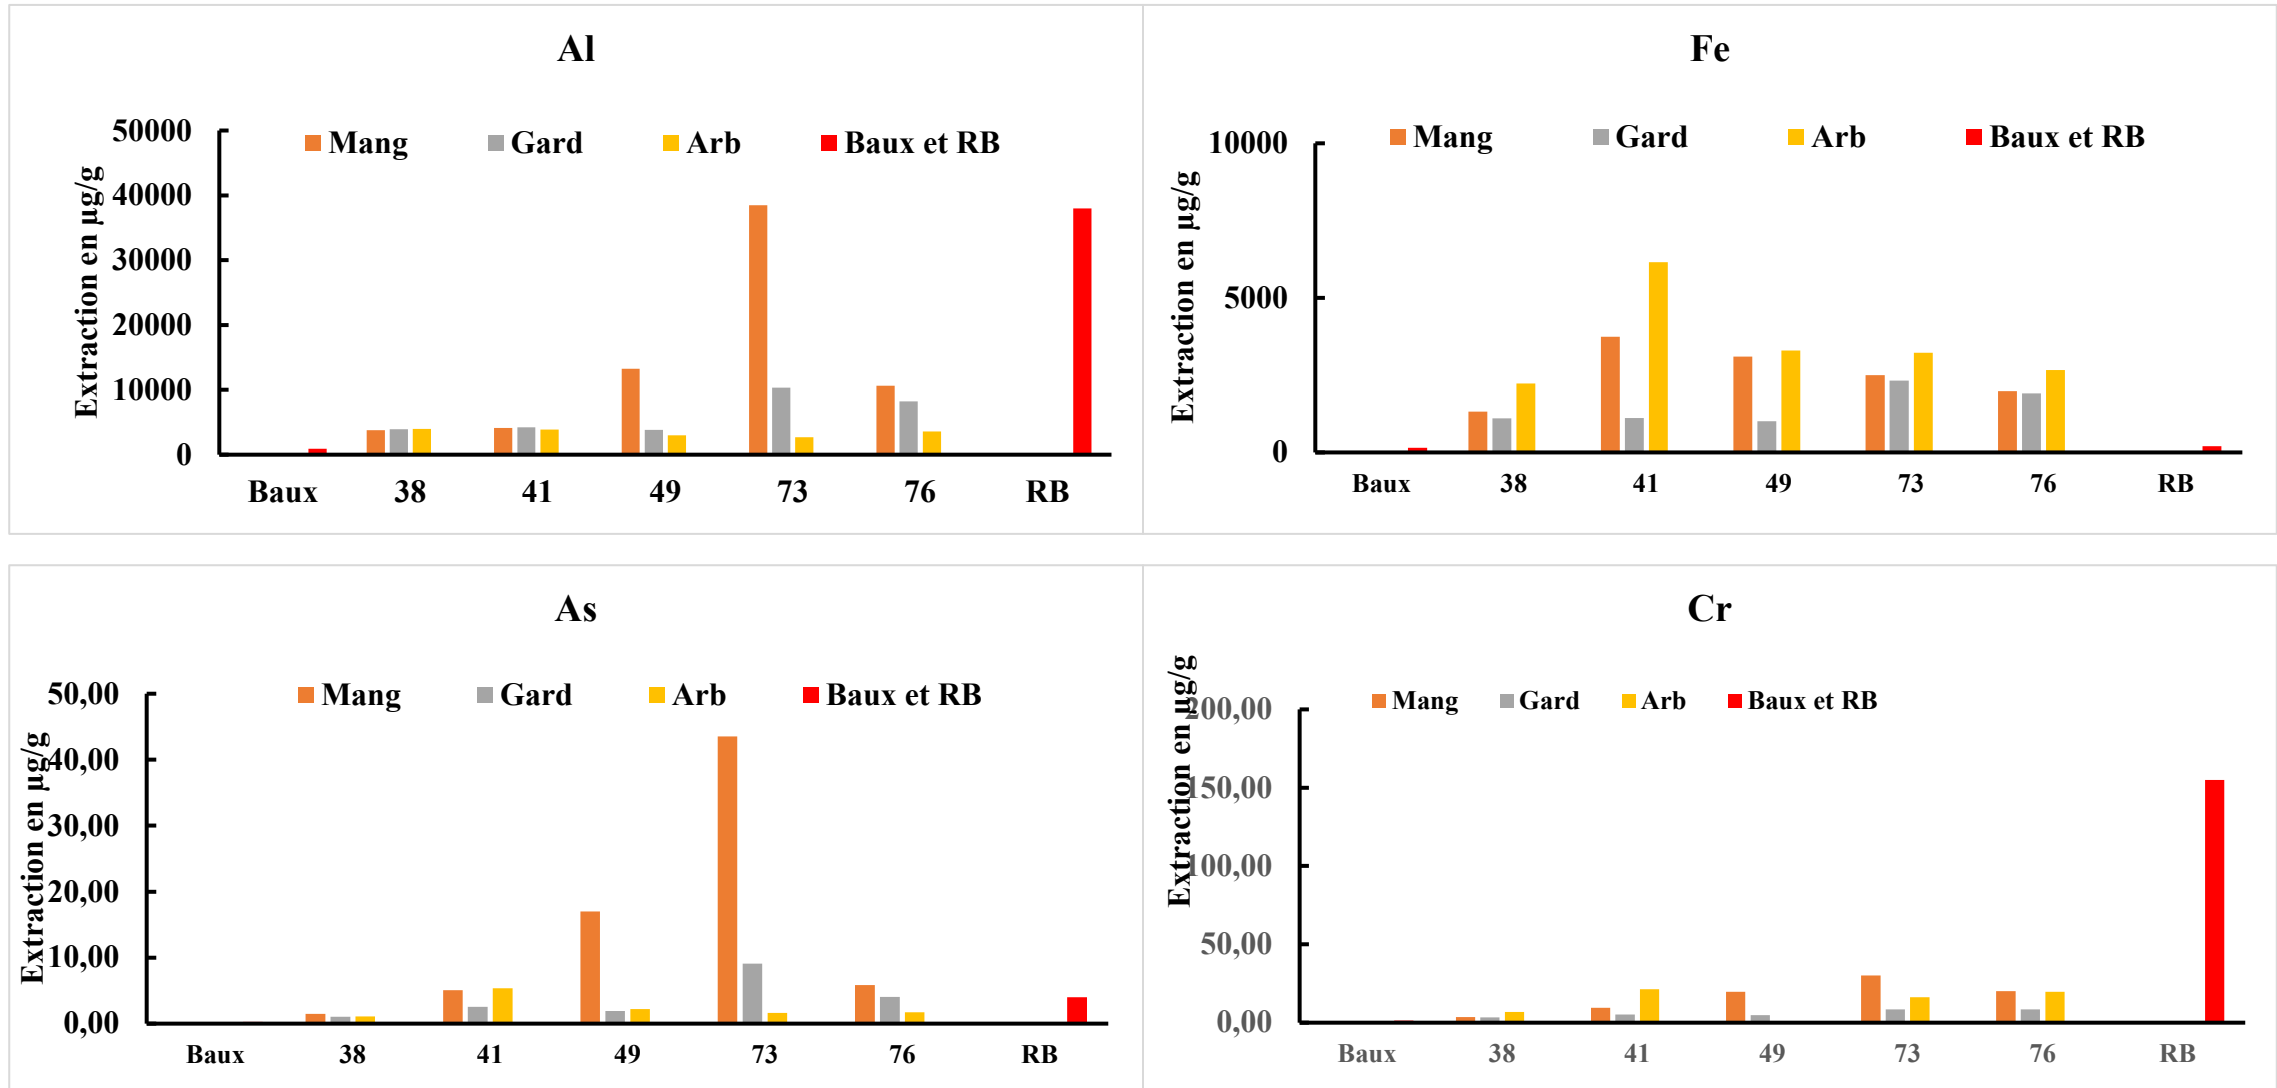 Al
Extraction en µg/g
50000
40000
30000
20000
10000
0
Mang Gard Arb Baux et RB
Baux 38 41 49 73 76 RB
Fe
Extraction en µg/g
10000
5000
0
Mang Gard Arb Baux et RB
Baux 38 41 49 73 76 RB
As
Extraction en µg/g
50,00
40,00
30,00
20,00
10,00
0,00
Mang Gard Arb Baux et RB
Baux 38 41 49 73 76 RB
Cr
Extraction en µg/g
200,00
150,00
100,00
50,00
0,00
Mang Gard Arb Baux et RB
Baux 38 41 49 73 76 RB